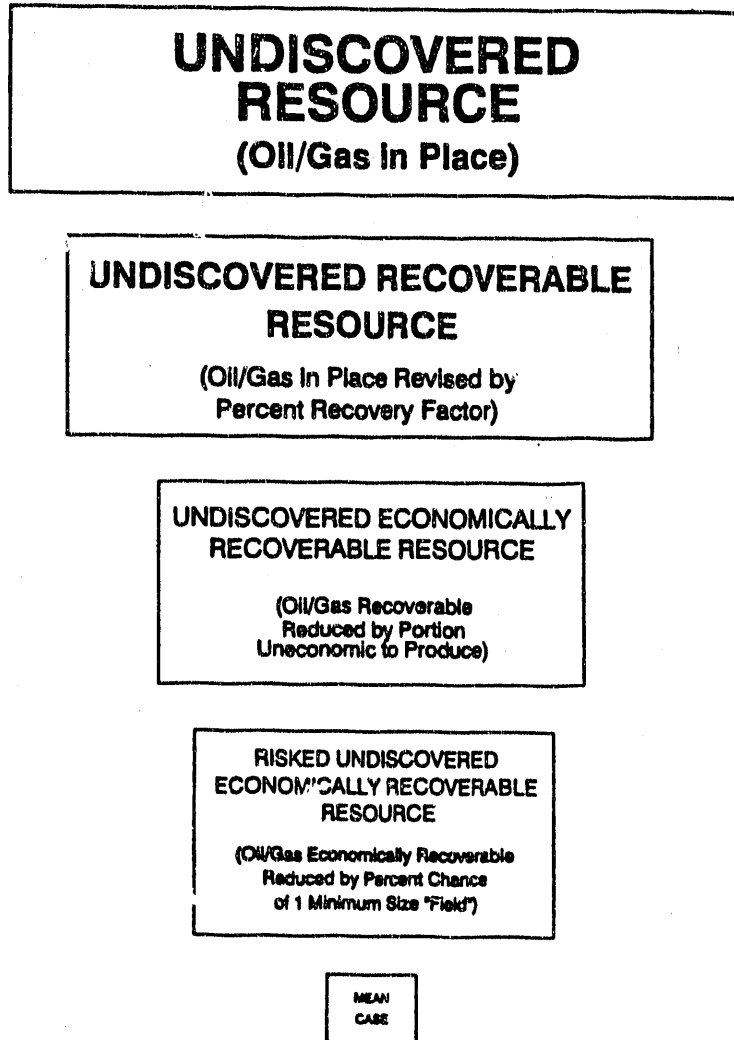 UNDISCOVERED
RESOURCE
(Oil/Gas in Place)
UNDISCOVERED RECOVERABLE
RESOURCE
(Oil/Gas in Place Revised by
Percent Recovery Factor)
UNDISCOVERED ECONOMICALLY
RECOVERABLE RESOURCE
(Oil/Gas Recoverable
Reduced by Portion
Uneconomic to Produce)
RISKED UNDISCOVERED
ECONOMICALLY RECOVERABLE
RESOURCE
(Oil/Gas Economically Recoverable
Reduced by Percent Chance
of 1 Minimum Size "Field")
MEAN
CASE